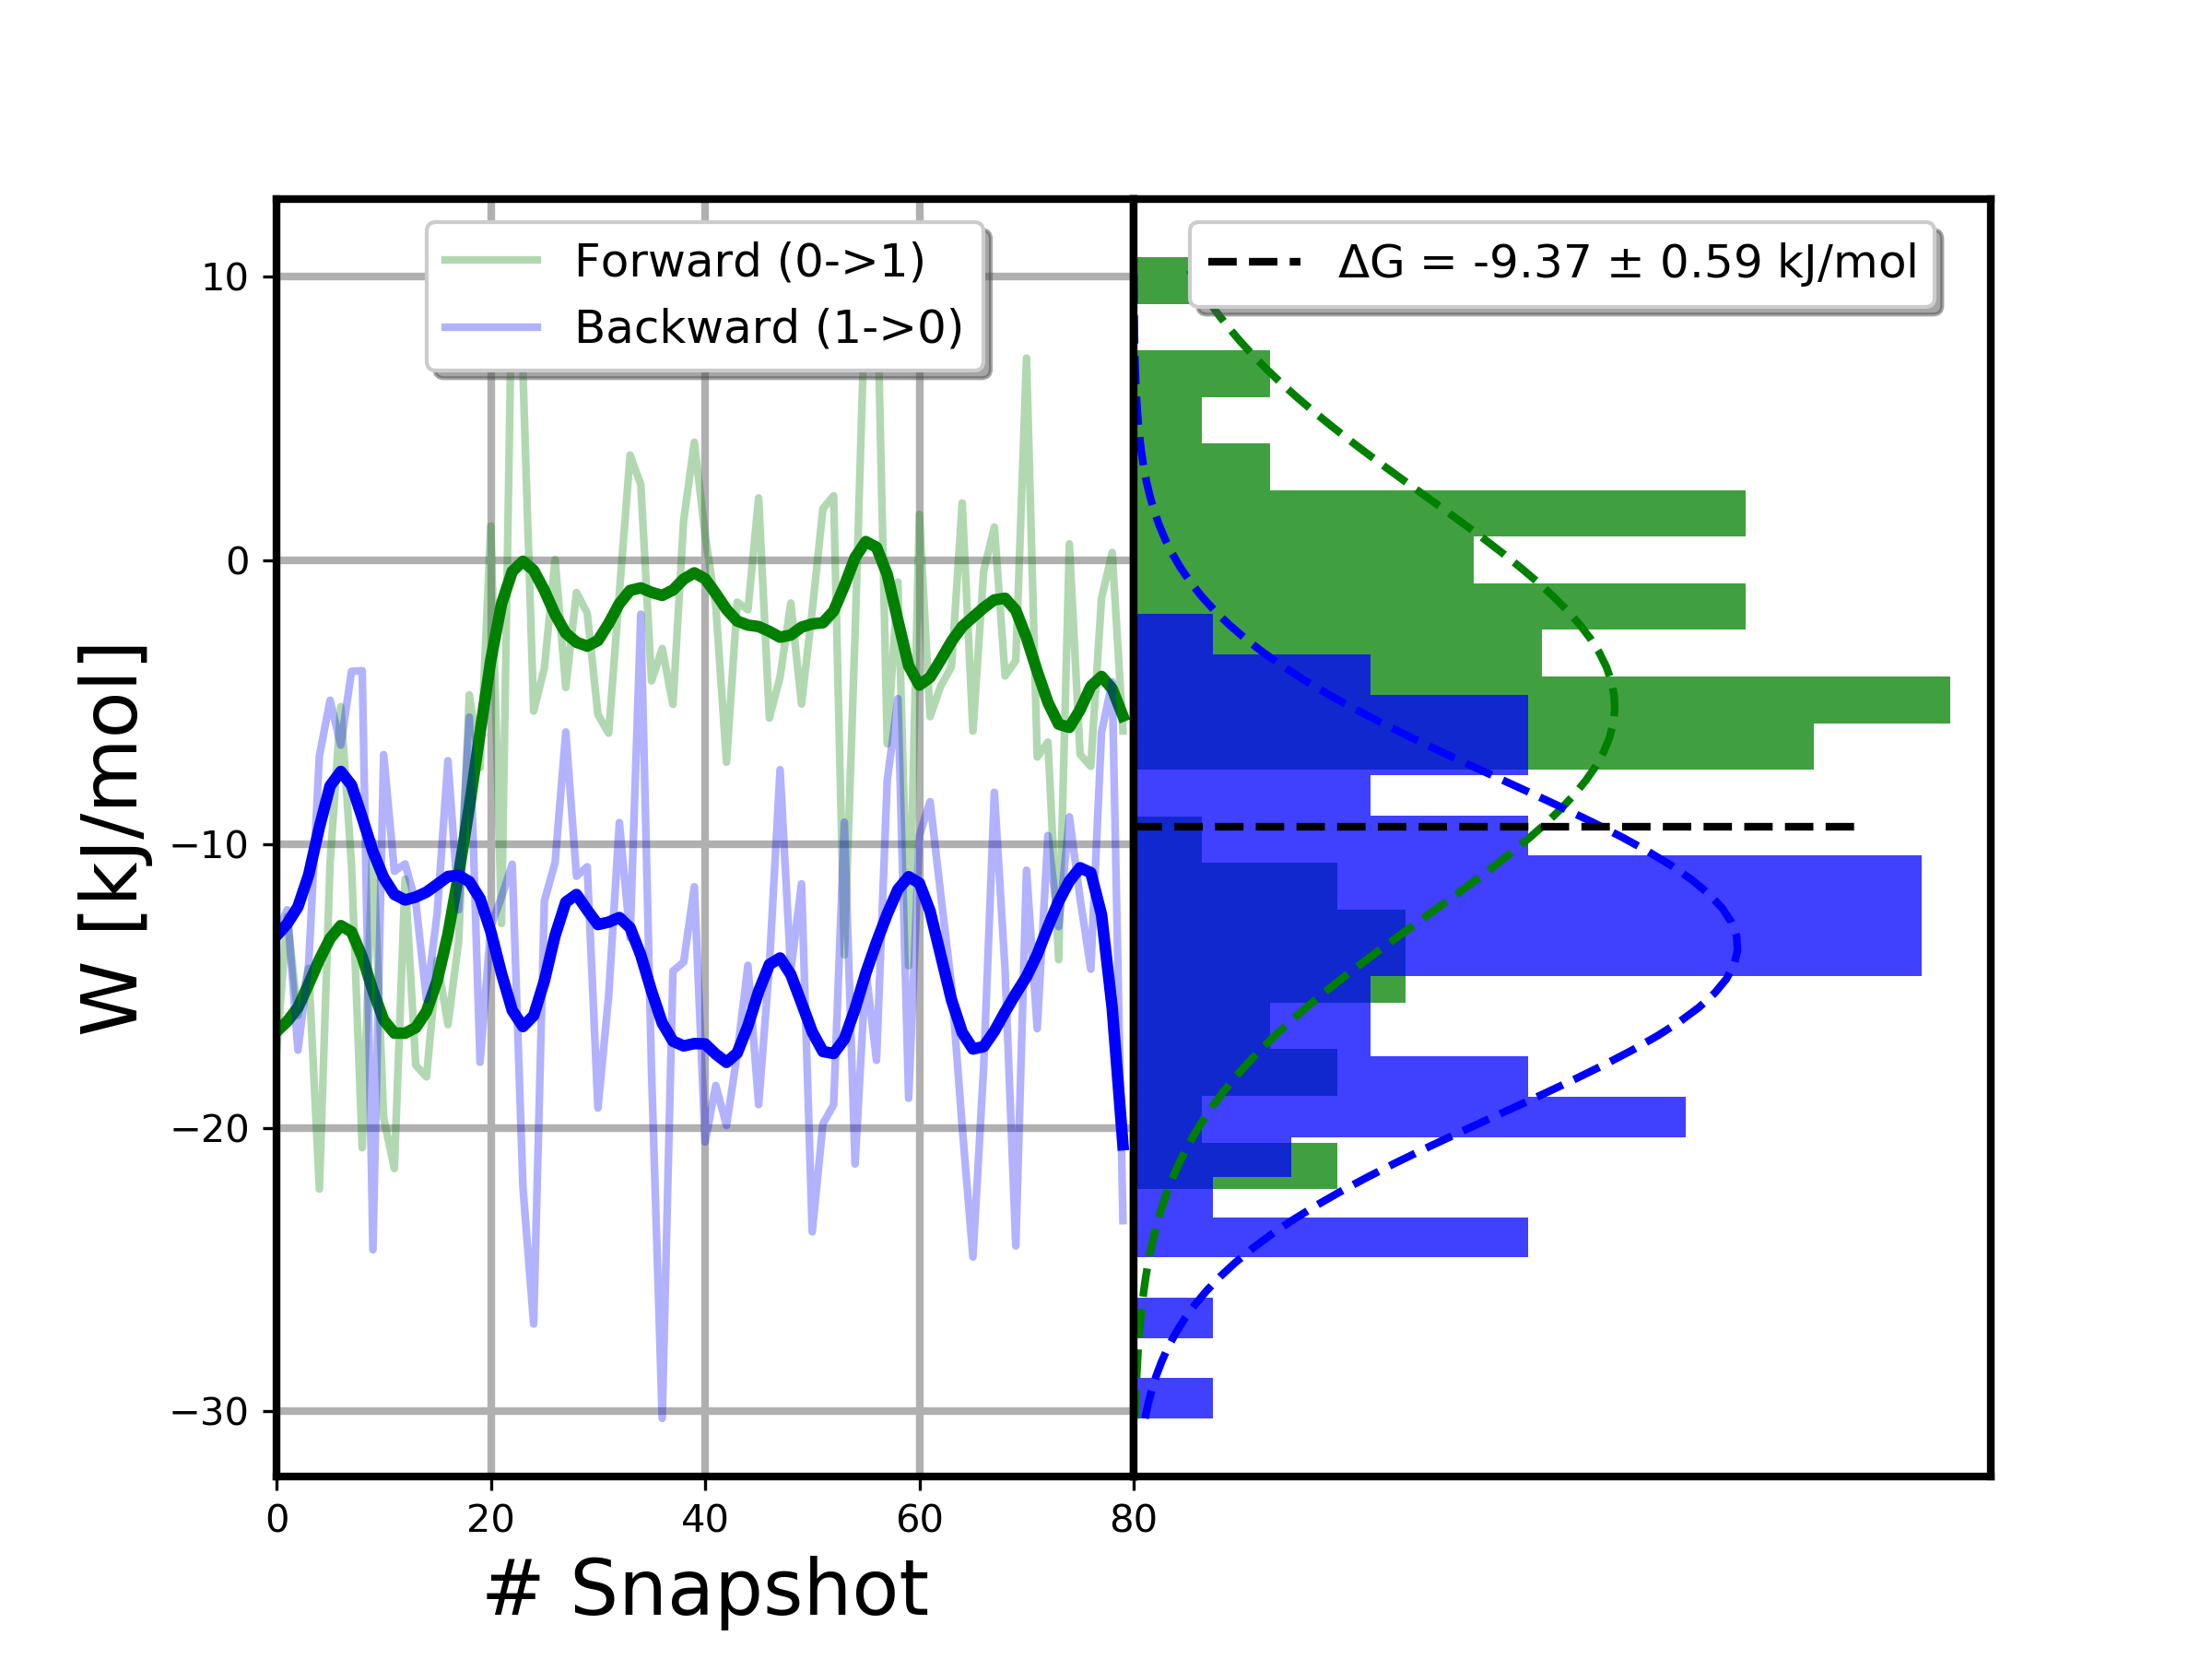 Forward (0->1)
Backward (1->0)
ΔG = -9.37 ± 0.59 kJ/mol
W [kJ/mol]
10
0
−10
−20
−30
0 20 40 60 80
# Snapshot